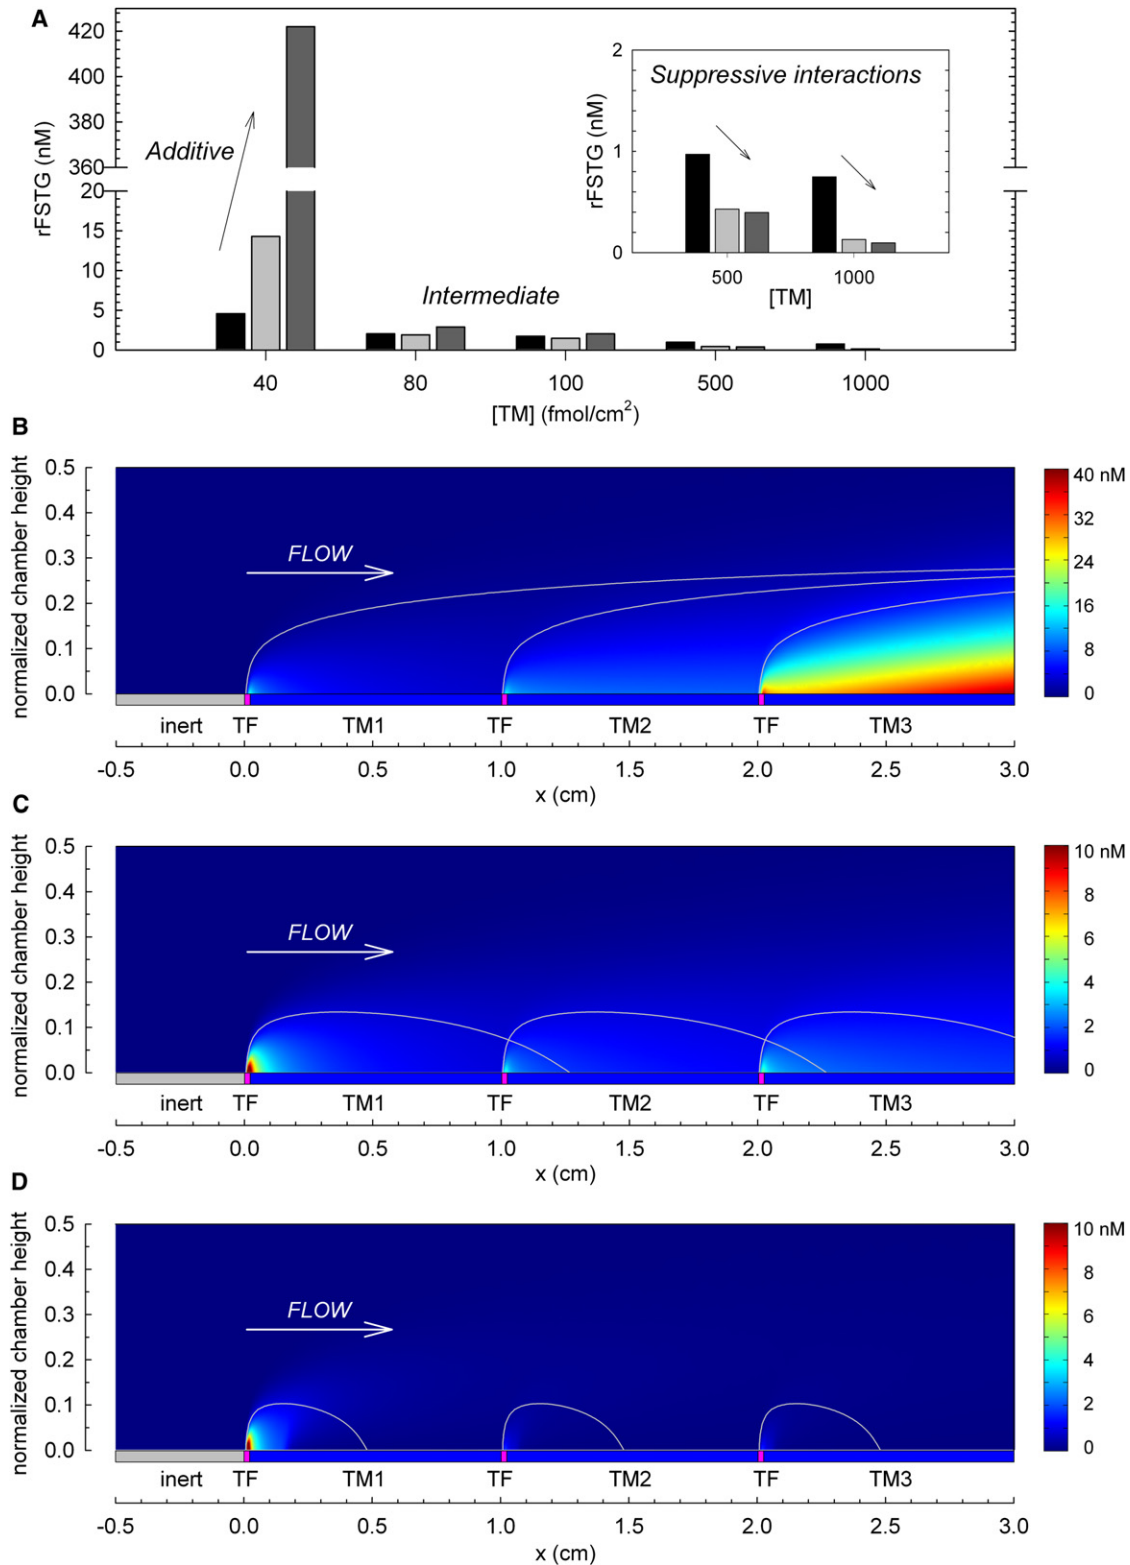 A
420
400
380
360
20
15
10
5
0
rFSTG (nM)
Additive
Intermediate
40 80 100 500 1000
[TM] (fmol/cm²)
2
1
0
rFSTG (nM)
Suppressive interactions
500 1000
[TM]
B
normalized chamber height
0.5
0.4
0.3
0.2
0.1
0.0
FLOW
40 nM
32
24
16
8
0
inert TF TM1 TF TM2 TF TM3
-0.5 0.0 0.5 1.0 1.5 2.0 2.5 3.0
x (cm)
C
normalized chamber height
0.5
0.4
0.3
0.2
0.1
0.0
FLOW
10 nM
8
6
4
2
0
inert TF TM1 TF TM2 TF TM3
-0.5 0.0 0.5 1.0 1.5 2.0 2.5 3.0
x (cm)
D
normalized chamber height
0.5
0.4
0.3
0.2
0.1
0.0
FLOW
10 nM
8
6
4
2
0
inert TF TM1 TF TM2 TF TM3
-0.5 0.0 0.5 1.0 1.5 2.0 2.5 3.0
x (cm)